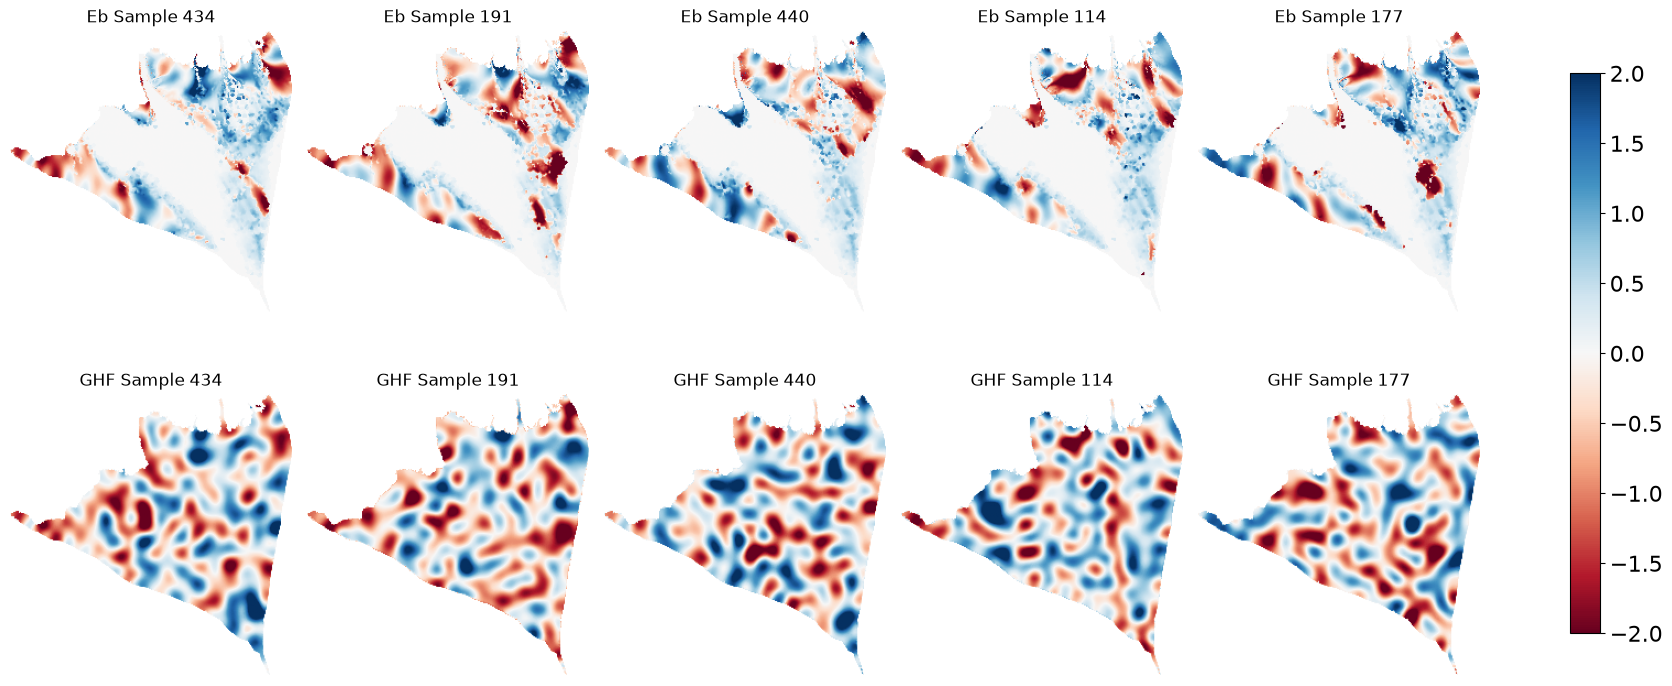 Eb Sample 434
Eb Sample 191
Eb Sample 440
Eb Sample 114
Eb Sample 177
GHF Sample 434
GHF Sample 191
GHF Sample 440
GHF Sample 114
GHF Sample 177
2.0
1.5
1.0
0.5
0.0
−0.5
−1.0
−1.5
−2.0